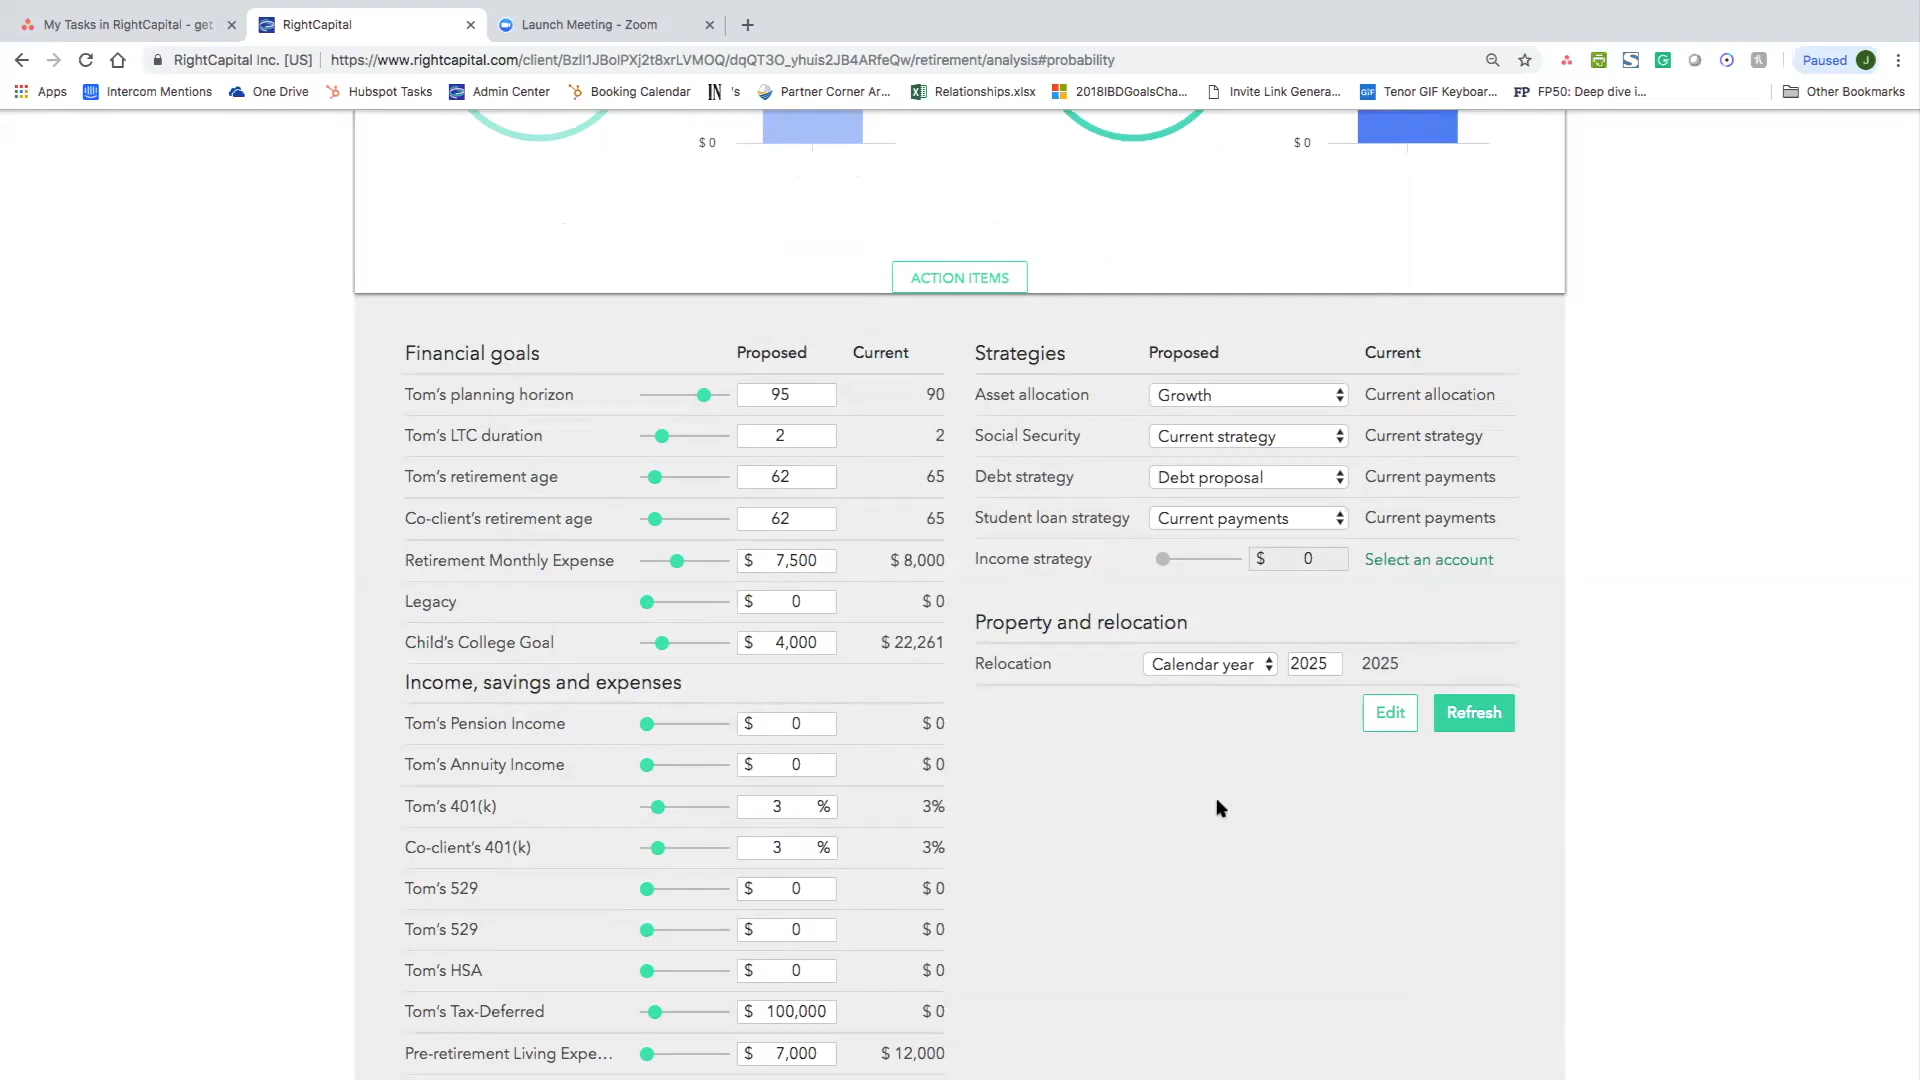 My Tasks in RightCapital - get
RightCapital
Launch Meeting - Zoom
RightCapital Inc. [US]
https://www.rightcapital.com/client/BzlI1JBolPXj2t8xrLVMOQ/dqQT3O_yhuis2JB4ARfeQw/retirement/analysis#probability
Paused J
Apps
Intercom Mentions
One Drive
Hubspot Tasks
Admin Center
Booking Calendar
IN 's
Partner Corner Ar...
Relationships.xlsx
2018IBDGoalsCha...
Invite Link Genera...
GIF Tenor GIF Keyboar...
FP FP50: Deep dive i...
Other Bookmarks
$ 0
$ 0
ACTION ITEMS
Financial goals Proposed Current
Tom's planning horizon 95 90
Tom's LTC duration 2 2
Tom's retirement age 62 65
Co-client's retirement age 62 65
Retirement Monthly Expense $ 7,500 $ 8,000
Legacy $ 0 $ 0
Child's College Goal $ 4,000 $ 22,261
Income, savings and expenses
Tom's Pension Income $ 0 $ 0
Tom's Annuity Income $ 0 $ 0
Tom's 401(k) 3 % 3%
Co-client's 401(k) 3 % 3%
Tom's 529 $ 0 $ 0
Tom's 529 $ 0 $ 0
Tom's HSA $ 0 $ 0
Tom's Tax-Deferred $ 100,000 $ 0
Pre-retirement Living Expe... $ 7,000 $ 12,000
Strategies Proposed Current
Asset allocation Growth Current allocation
Social Security Current strategy Current strategy
Debt strategy Debt proposal Current payments
Student loan strategy Current payments Current payments
Income strategy $ 0 Select an account
Property and relocation
Relocation Calendar year 2025 2025
Edit Refresh